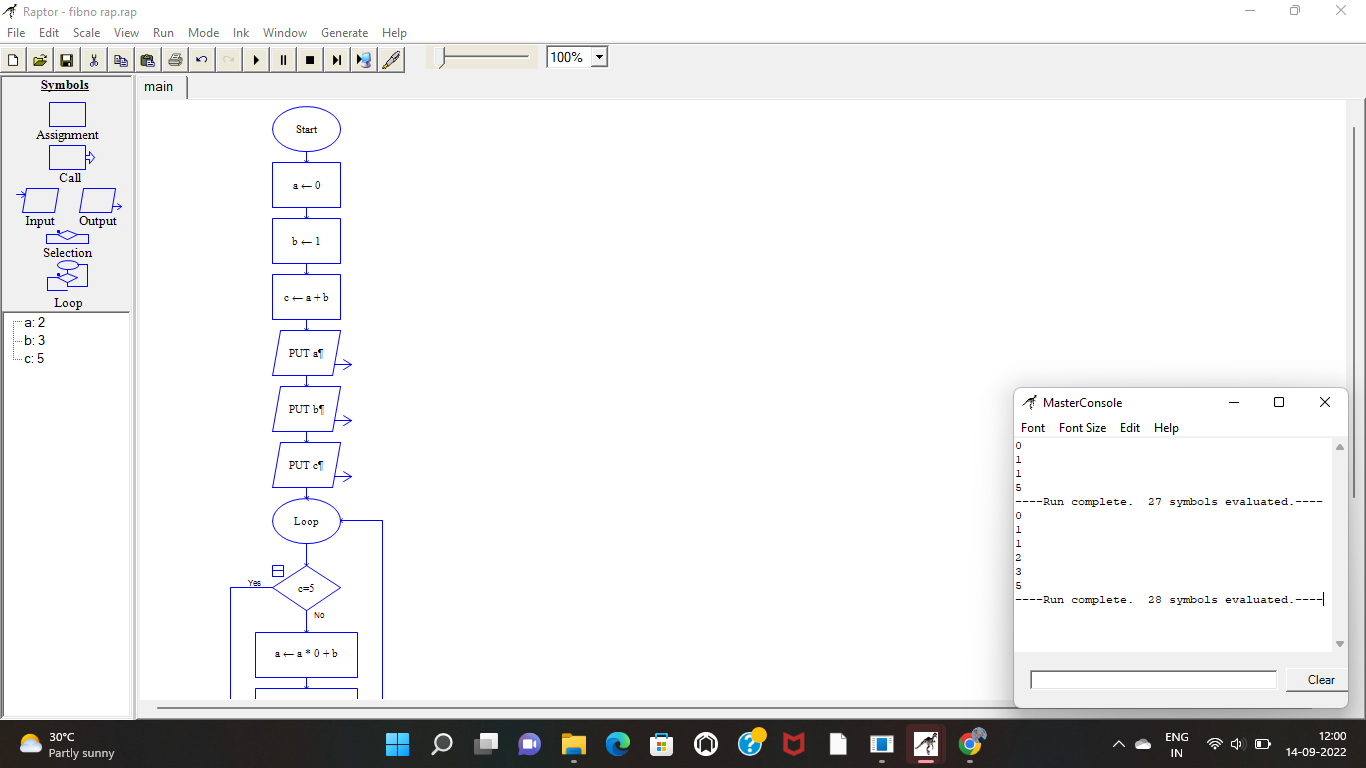 Raptor - fibno rap.rap
File Edit Scale View Run Mode Ink Window Generate Help
100%
Symbols
Assignment
Call
Input Output
Selection
Loop
a: 2
b: 3
c: 5
main
Start
a ← 0
b ← 1
c ← a + b
PUT a¶
PUT b¶
PUT c¶
Loop
Yes
c=5
No
a ← a * 0 + b
MasterConsole
Font Font Size Edit Help
0
1
1
5
----Run complete. 27 symbols evaluated.----
0
1
1
2
3
5
----Run complete. 28 symbols evaluated.----
Clear
30°C
Partly sunny
ENG
IN
12:00
14-09-2022